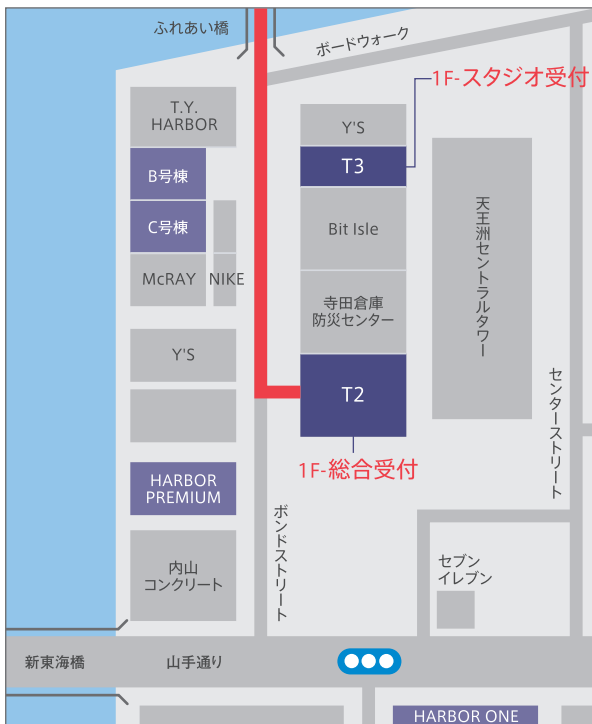 ふれあい橋
ボードウォーク
1F-スタジオ受付
T.Y.
HARBOR
Y'S
T3
B号棟
C号棟
Bit Isle
天王洲セントラルタワー
McRAY
NIKE
寺田倉庫
防災センター
Y'S
T2
センターストリート
1F-総合受付
HARBOR
PREMIUM
ボンドストリート
内山
コンクリート
セブン
イレブン
新東海橋
山手通り
HARBOR ONE